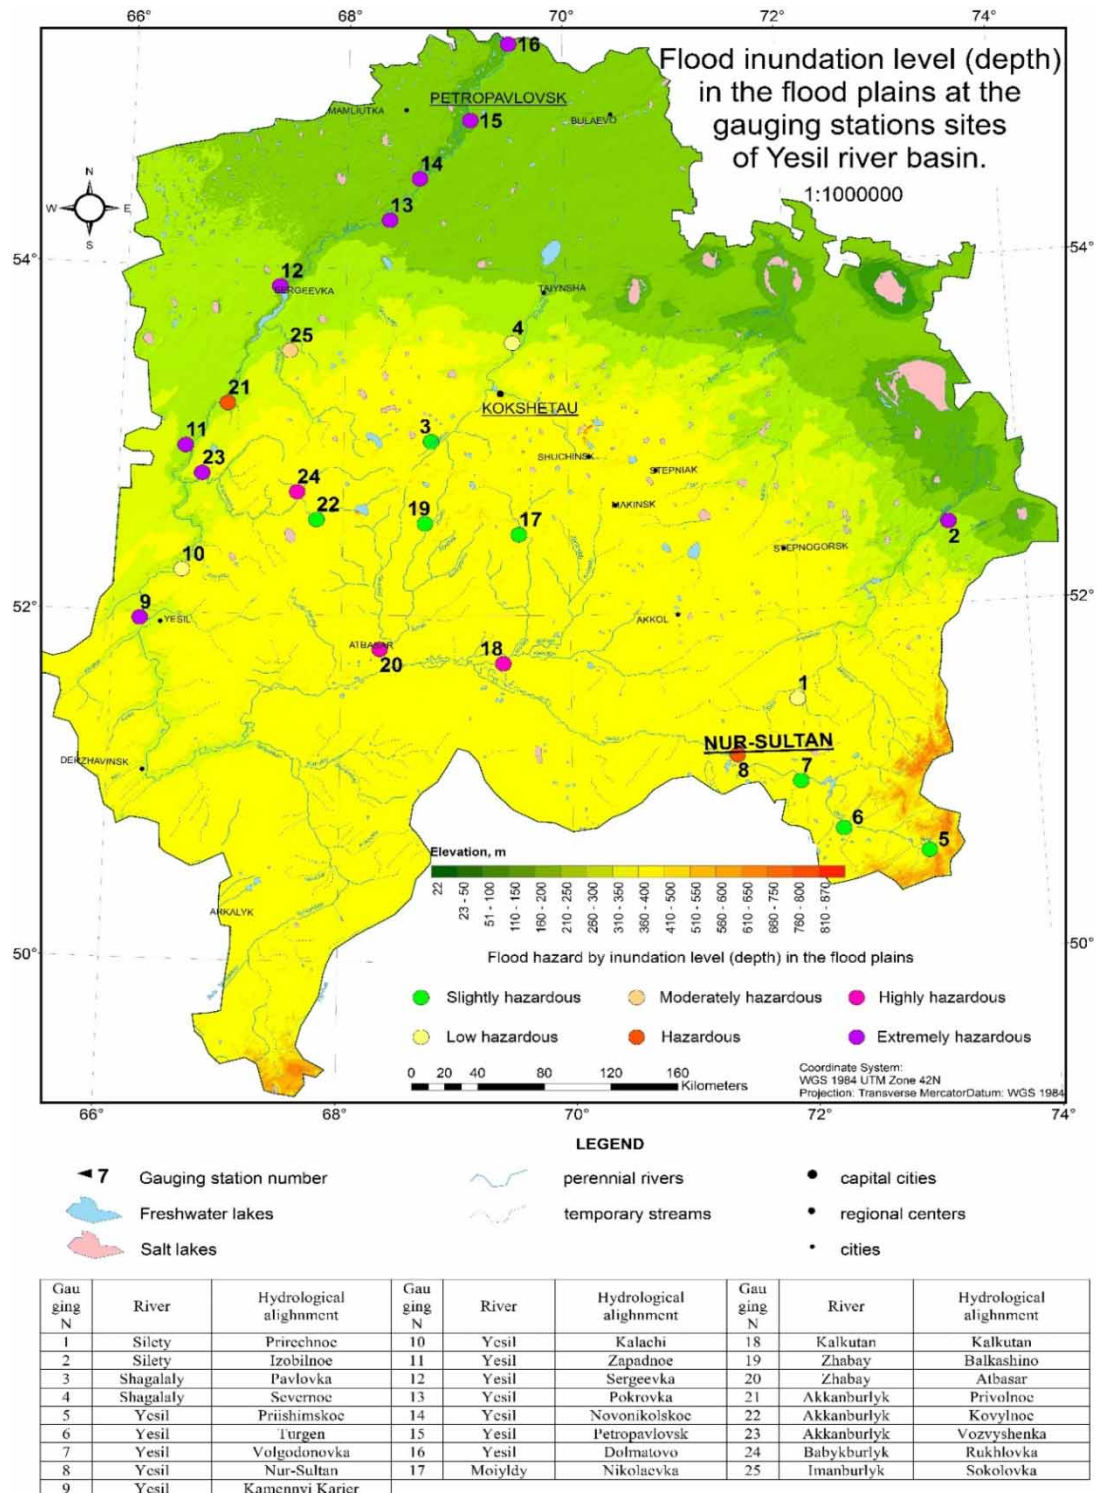 66° 68° 70° 72° 74°
Flood inundation level (depth)
in the flood plains at the
gauging stations sites
of Yesil river basin.
1:1000000
16
PETROPAVLOVSK
MAMLIUTKA
15
BULAEVO
14
N
W E
S
13
54° 54°
12
SERGEEVKA
TAIYNSHA
25
4
21
KOKSHETAU
3
11
23
SHUCHINSK
STEPNIAK
24
22
19
17
MAKINSK
2
10
STEPNOGORSK
52° 52°
9
YESIL
AKKOL
ATBASAR
20
18
1
NUR-SULTAN
8
7
DERZHAVINSK
6
5
Elevation, m
22
23 - 50
51 - 100
110 - 150
160 - 200
210 - 250
260 - 300
310 - 350
360 - 400
410 - 500
510 - 550
560 - 600
610 - 650
660 - 750
760 - 800
810 - 870
ARKALYK
50° 50°
Flood hazard by inundation level (depth) in the flood plains
Slightly hazardous Moderately hazardous Highly hazardous
Low hazardous Hazardous Extremely hazardous
0 20 40 80 120 160
Kilometers
Coordinate System:
WGS 1984 UTM Zone 42N
Projection: Transverse MercatorDatum: WGS 1984
66° 68° 70° 72° 74°
LEGEND
7 Gauging station number perennial rivers capital cities
Freshwater lakes temporary streams regional centers
Salt lakes cities
Gau ging N River Hydrological alighnment Gau ging N River Hydrological alighnment Gau ging N River Hydrological alighnment
1 Silety Prirechnoe 10 Yesil Kalachi 18 Kalkutan Kalkutan
2 Silety Izobilnoe 11 Yesil Zapadnoe 19 Zhabay Balkashino
3 Shagalaly Pavlovka 12 Yesil Sergeevka 20 Zhabay Atbasar
4 Shagalaly Severnoe 13 Yesil Pokrovka 21 Akkanburlyk Privolnoe
5 Yesil Priishimskoe 14 Yesil Novonikolskoe 22 Akkanburlyk Kovylnoe
6 Yesil Turgen 15 Yesil Petropavlovsk 23 Akkanburlyk Vozvyshenka
7 Yesil Volgodonovka 16 Yesil Dolmatovo 24 Babykburlyk Rukhlovka
8 Yesil Nur-Sultan 17 Moiyldy Nikolaevka 25 Imanburlyk Sokolovka
9 Yesil Kamennyi Karier